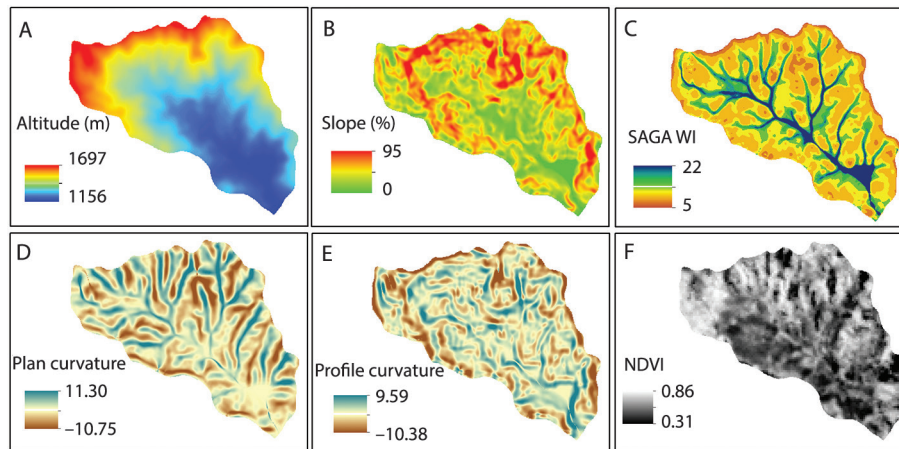 A
Altitude (m)
1697
1156
B
Slope (%)
95
0
C
SAGA WI
22
5
D
Plan curvature
11.30
−10.75
E
Profile curvature
9.59
−10.38
F
NDVI
0.86
0.31